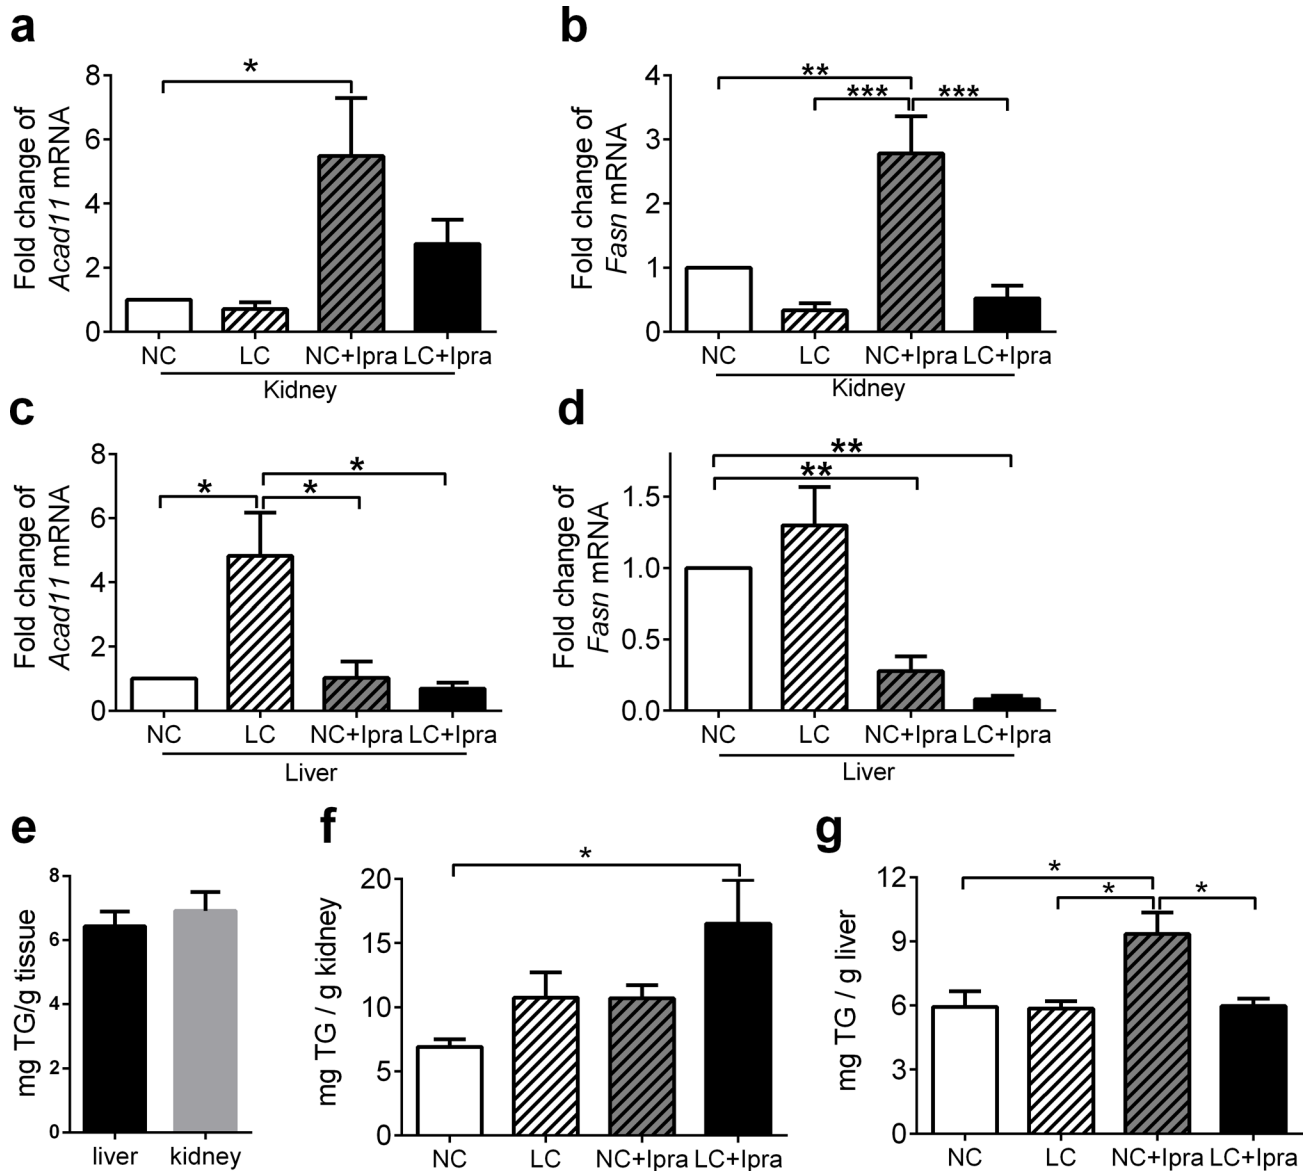 a
Fold change of
Acad11 mRNA
8
6
4
2
0
*
NC LC NC+Ipra LC+Ipra
Kidney
b
Fold change of
Fasn mRNA
4
3
2
1
0
**
*** ***
NC LC NC+Ipra LC+Ipra
Kidney
c
Fold change of
Acad11 mRNA
8
6
4
2
0
*
* *
NC LC NC+Ipra LC+Ipra
Liver
d
Fold change of
Fasn mRNA
1.5
1.0
0.5
0.0
**
**
NC LC NC+Ipra LC+Ipra
Liver
e
mg TG/g tissue
8
6
4
2
0
liver kidney
f
mg TG / g kidney
20
15
10
5
0
*
NC LC NC+Ipra LC+Ipra
g
mg TG / g liver
12
9
6
3
0
*
* *
NC LC NC+Ipra LC+Ipra